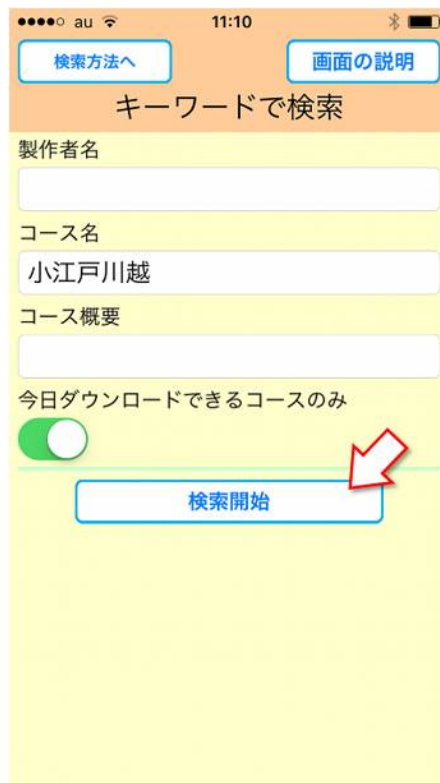 au 11:10
検索方法へ 画面の説明
キーワードで検索
製作者名
コース名
小江戸川越
コース概要
今日ダウンロードできるコースのみ
検索開始